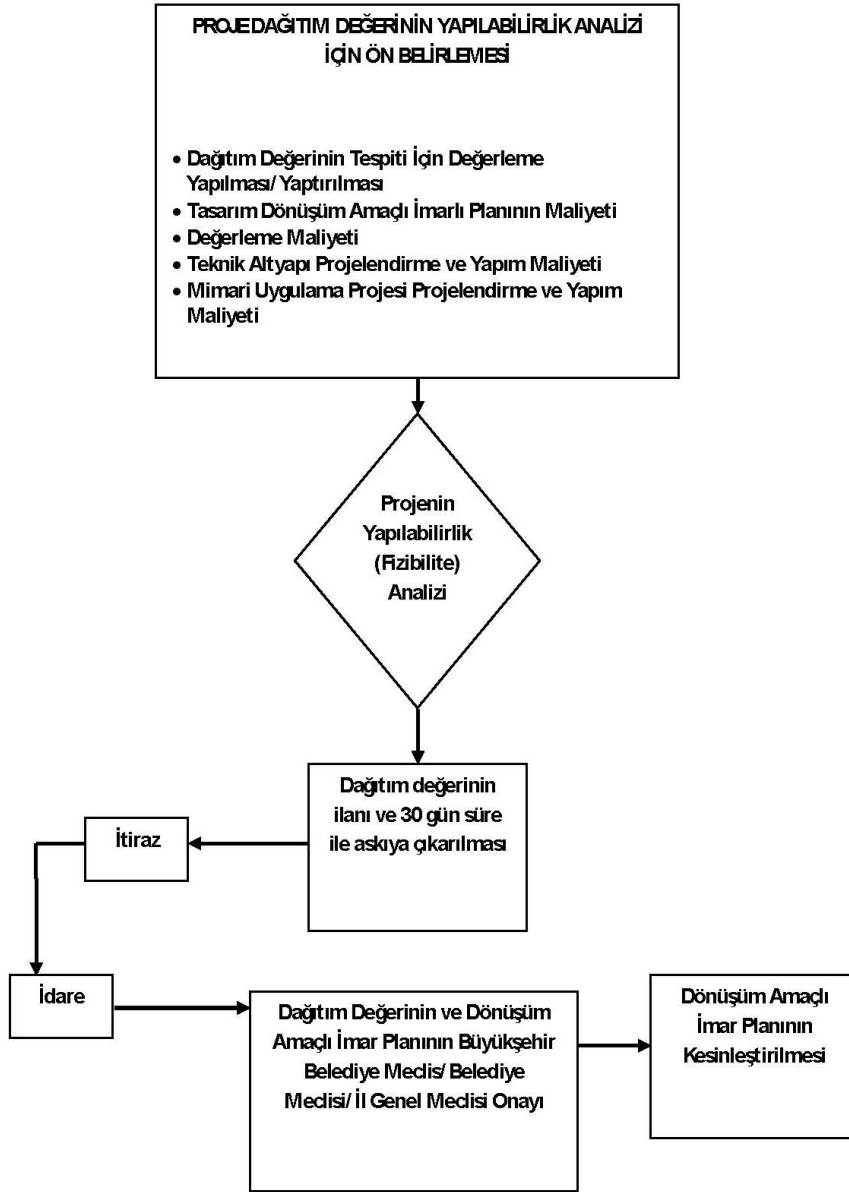 PROJE DAĞITIM DEĞERİNİN YAPILABİLİRLİK ANALİZİ
İÇİN ÖN BELİRLEMESİ
• Dağıtım Değerinin Tespiti İçin Değerleme
Yapılması/ Yaptırılması
• Tasarım Dönüşüm Amaçlı İmarlı Planının Maliyeti
• Değerleme Maliyeti
• Teknik Altyapı Projelendirme ve Yapım Maliyeti
• Mimari Uygulama Projesi Projelendirme ve Yapım
Maliyeti
Projenin
Yapılabilirlik
(Fizibilite)
Analizi
Dağıtım değerinin
ilanı ve 30 gün süre
ile askıya çıkarılması
İtiraz
İdare
Dağıtım Değerinin ve Dönüşüm
Amaçlı İmar Planının Büyükşehir
Belediye Meclis/ Belediye
Meclisi/ İl Genel Meclisi Onayı
Dönüşüm Amaçlı
İmar Planının
Kesinleştirilmesi